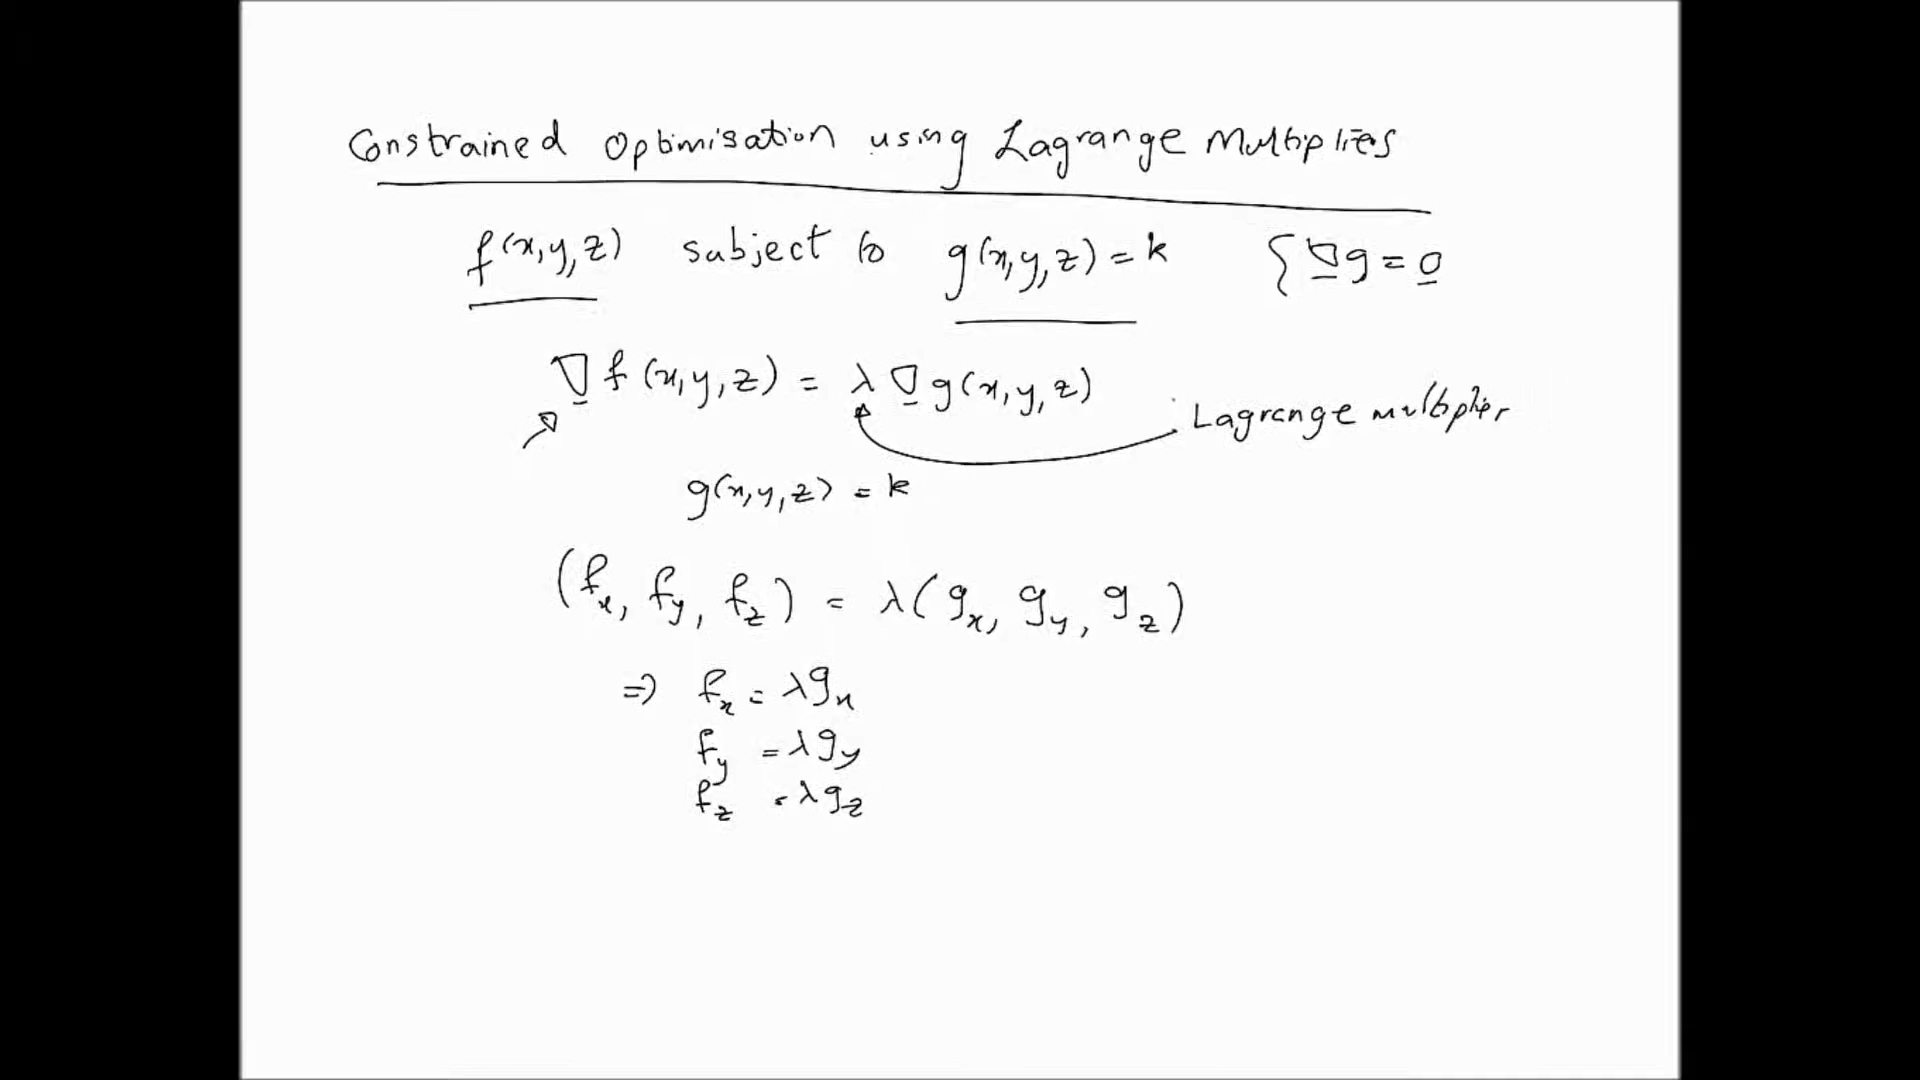 Constrained Optimisation using Lagrange Multipliers
f(x,y,z) subject to g(x,y,z) = k { ∇g = 0
∇f(x,y,z) = λ∇g(x,y,z)
Lagrange multiplier
g(x,y,z) = k
(fx, fy, fz) = λ(gx, gy, gz)
⇒ fx = λgx
fy = λgy
fz = λgz